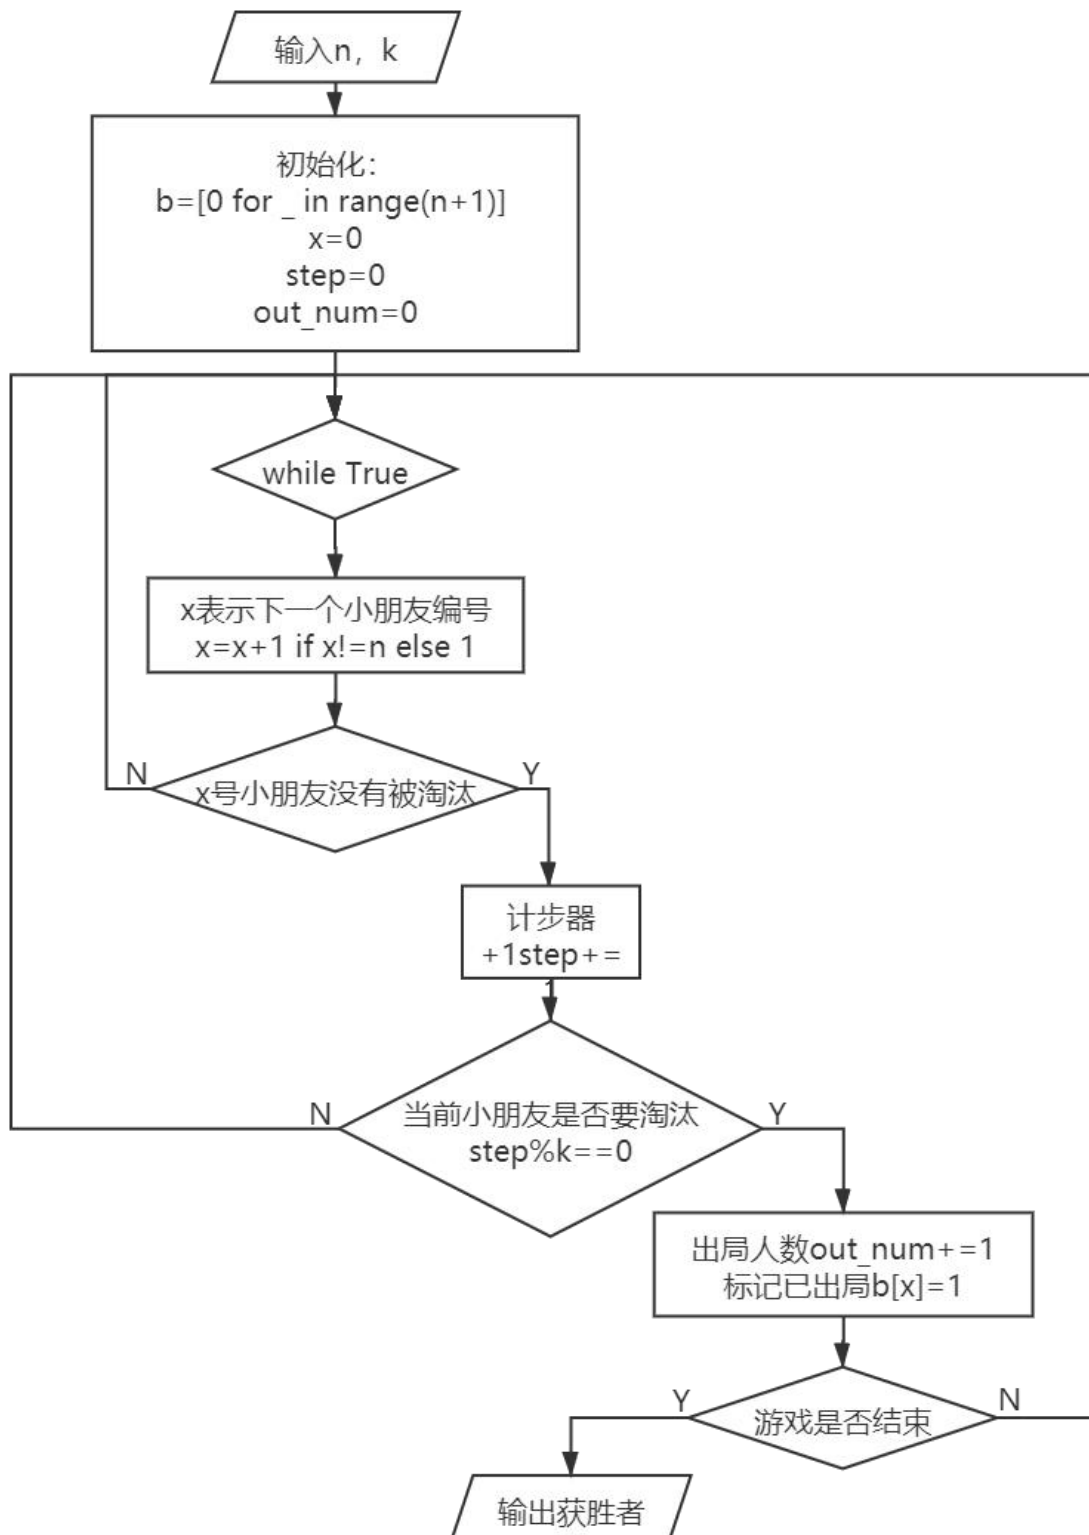 输入n，k
初始化：
b=[0 for _ in range(n+1)]
x=0
step=0
out_num=0
while True
x表示下一个小朋友编号
x=x+1 if x!=n else 1
N
x号小朋友没有被淘汰
Y
计步器
+1step+=
1
N
当前小朋友是否要淘汰
step%k==0
Y
出局人数out_num+=1
标记已出局b[x]=1
Y
游戏是否结束
N
输出获胜者